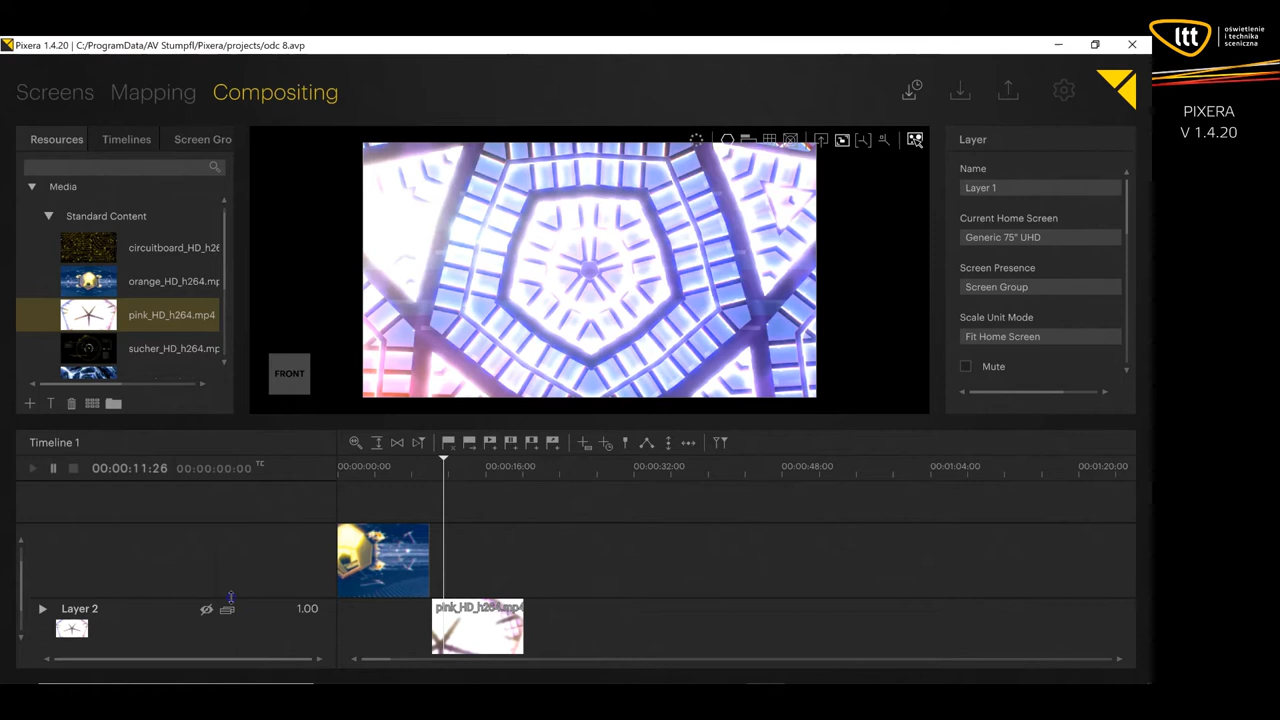 Pixera 1.4.20 | C:/ProgramData/AV Stumpfl/Pixera/projects/odc 8.avp
ltt
oświetlenie
i technika
sceniczna
PIXERA
V 1.4.20
Screens Mapping Compositing
Resources Timelines Screen Gro
Media
Standard Content
circuitboard_HD_h26
orange_HD_h264.mp
pink_HD_h264.mp4
sucher_HD_h264.mp
FRONT
Layer
Name
Layer 1
Current Home Screen
Generic 75" UHD
Screen Presence
Screen Group
Scale Unit Mode
Fit Home Screen
Mute
Timeline 1
00:00:11:26 00:00:00:00 TC
00:00:00:00 00:00:16:00 00:00:32:00 00:00:48:00 00:01:04:00 00:01:20:00
Layer 2 1.00
pink_HD_h264.mp4